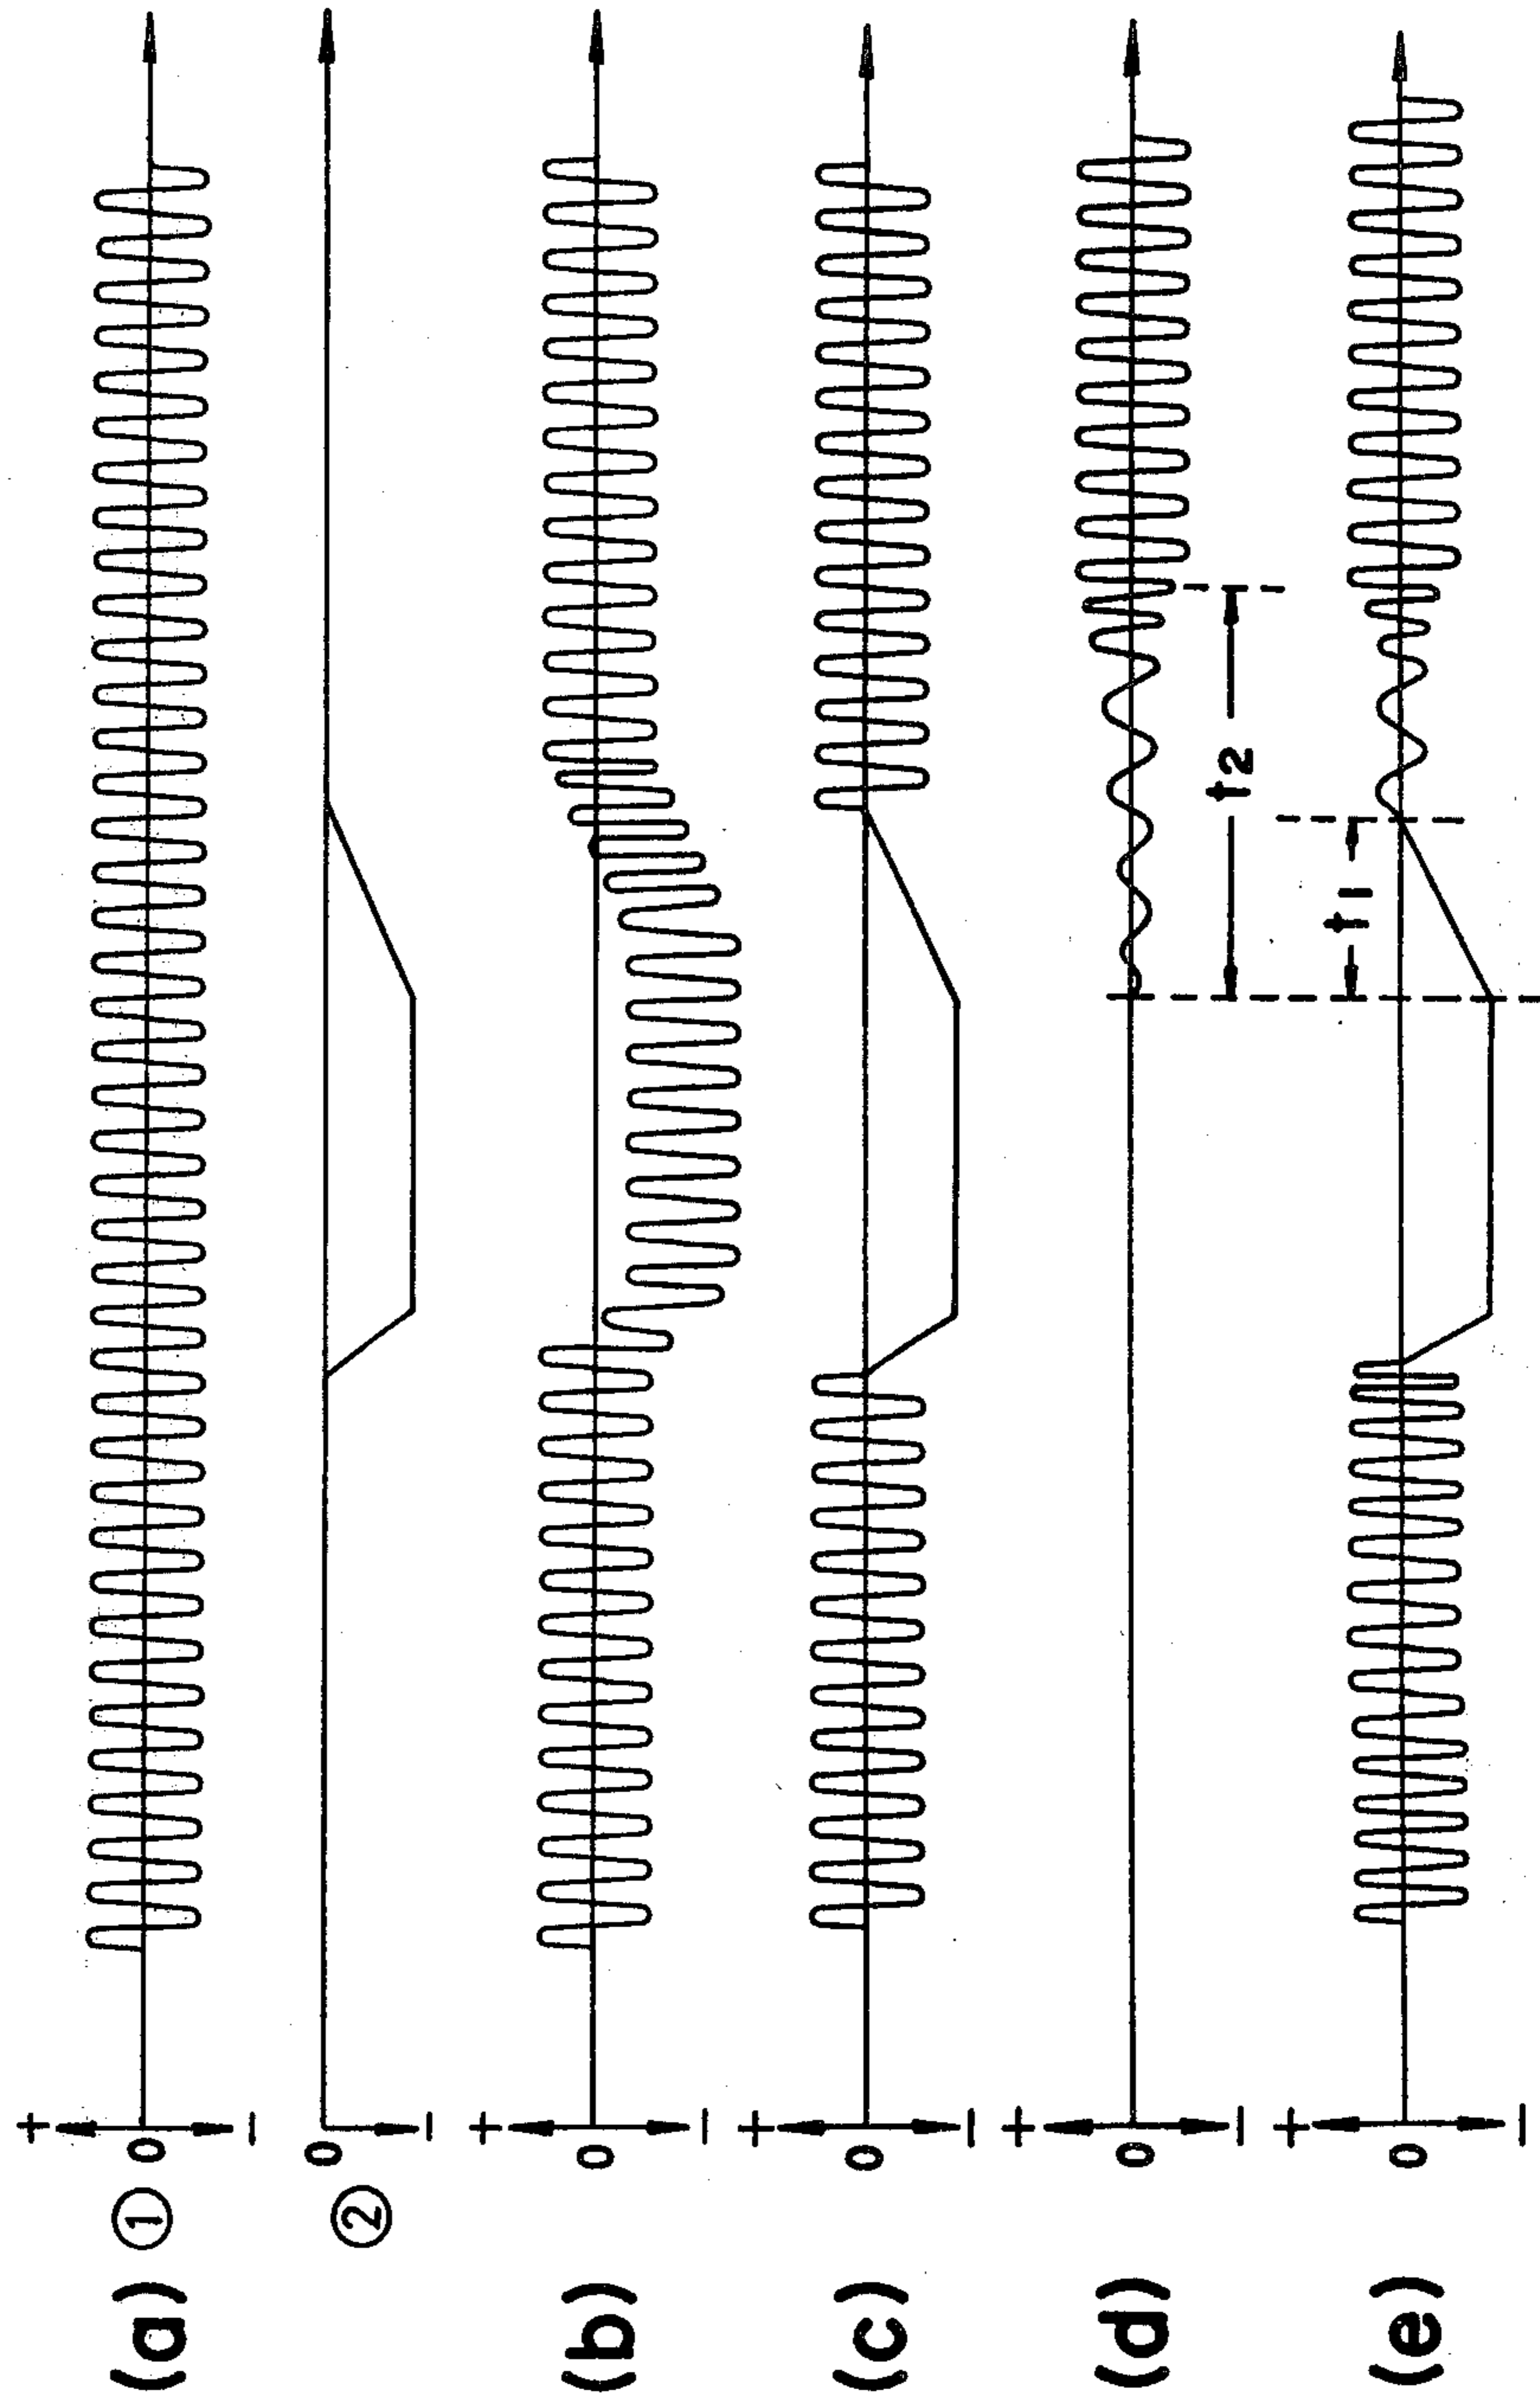 (a) ① + 0 −
② 0 −
(b) + 0 −
(c) + 0 −
(d) + 0 −
t2
(e) + 0 −
t1